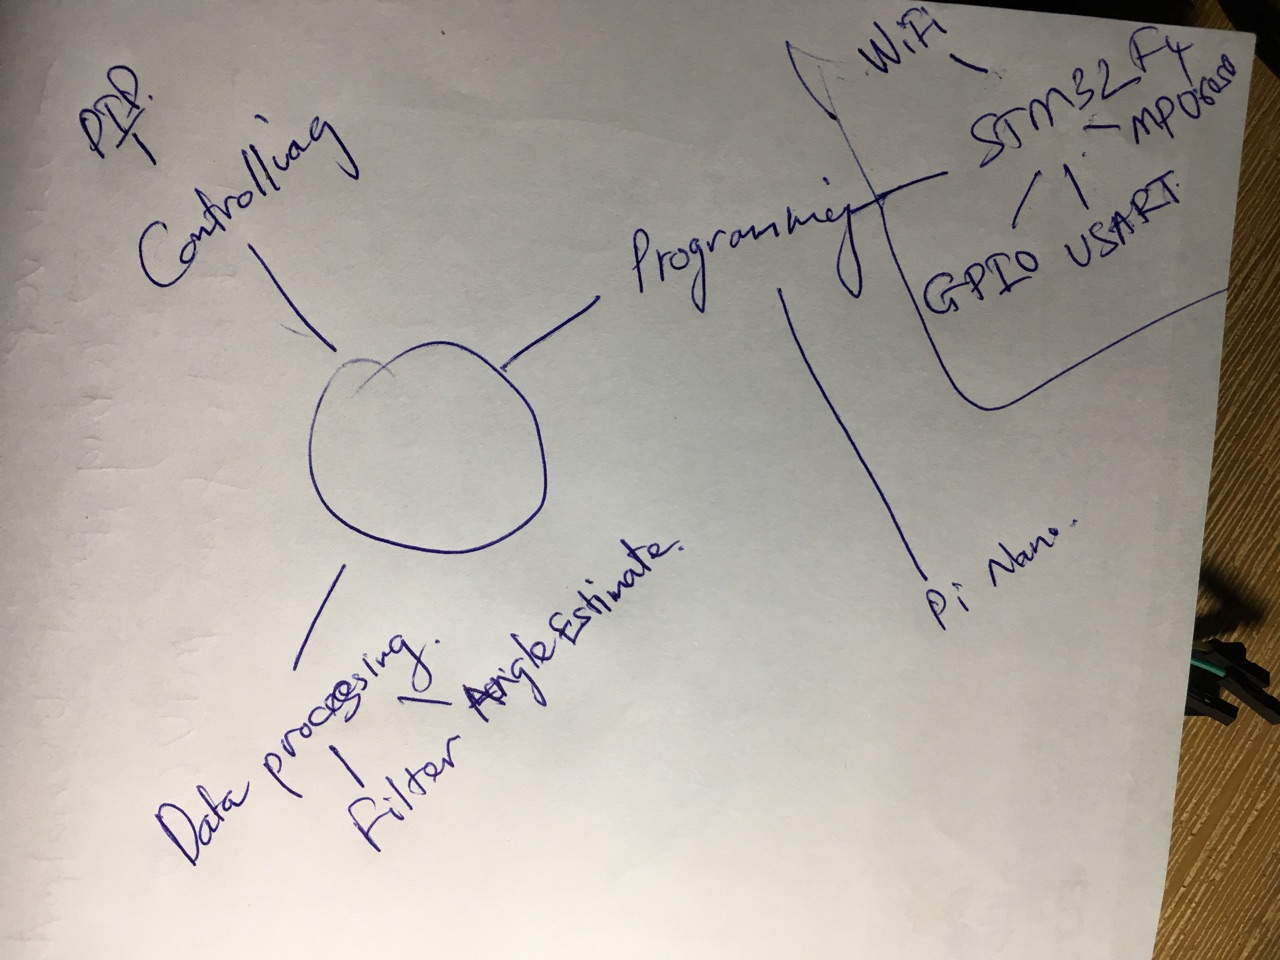 PID.
Controlling
Programming
WiFi
STM32F4
MPU6050
GPIO
USART.
Pi Nano.
Data processing.
Filter
Angle Estimate.